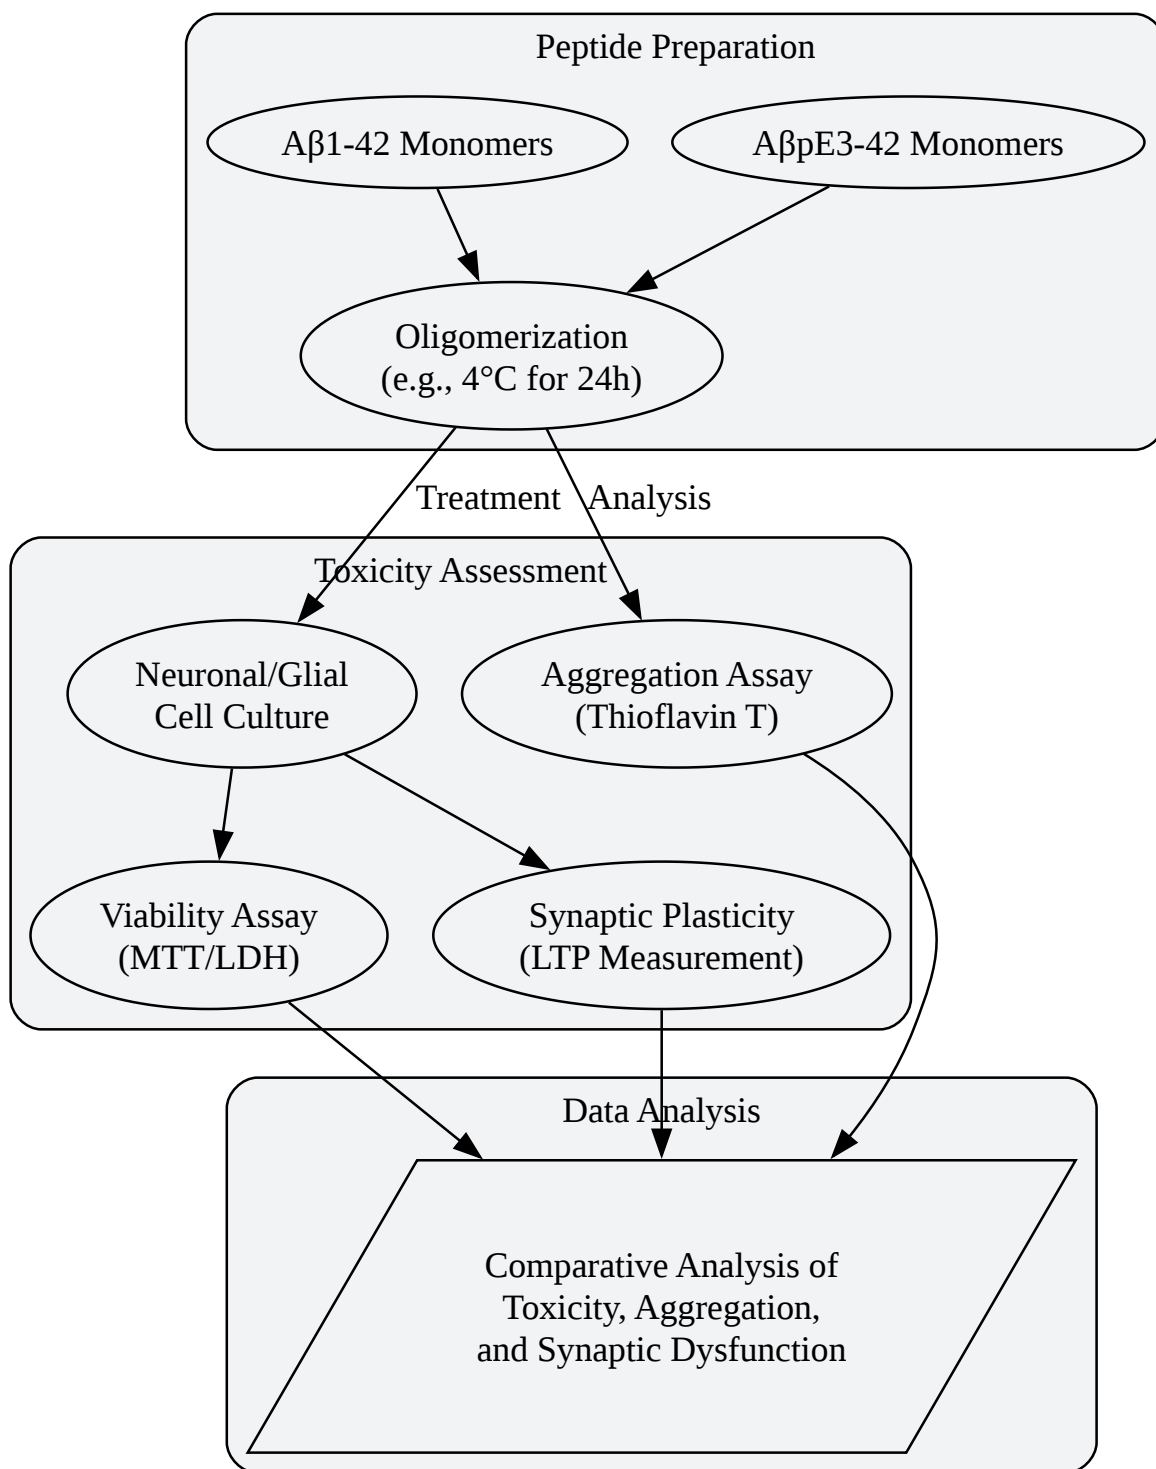 Peptide Preparation
Aβ1-42 Monomers
AβpE3-42 Monomers
Oligomerization
(e.g., 4°C for 24h)
Treatment
Analysis
Toxicity Assessment
Neuronal/Glial
Cell Culture
Aggregation Assay
(Thioflavin T)
Viability Assay
(MTT/LDH)
Synaptic Plasticity
(LTP Measurement)
Data Analysis
Comparative Analysis of
Toxicity, Aggregation,
and Synaptic Dysfunction